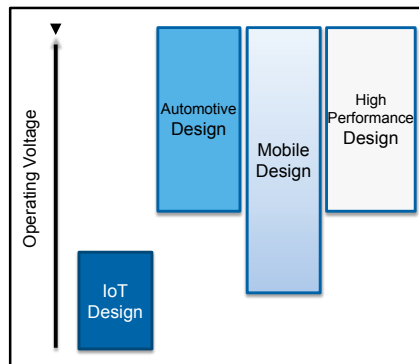 Operating Voltage
Automotive
Design
Mobile
Design
High
Performance
Design
IoT
Design